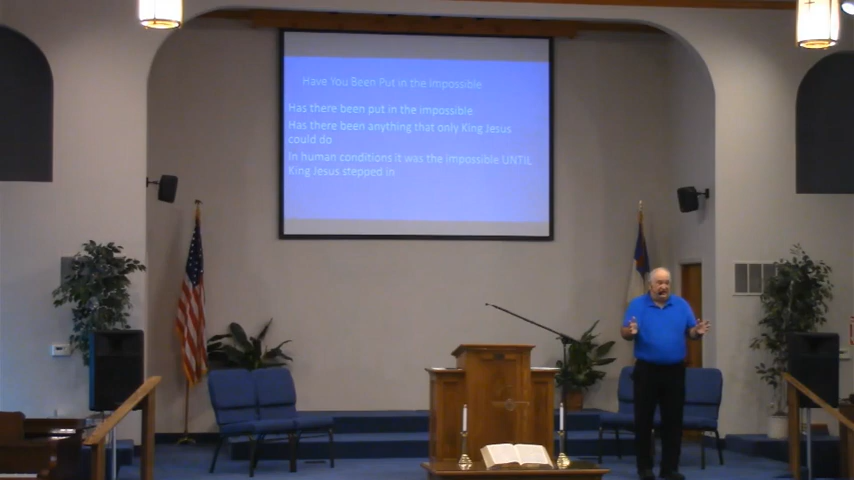 Have You Been Put in the Impossible
Has there been put in the impossible
Has there been anything that only King Jesus
could do
In human conditions it was the Impossible UNTIL
King Jesus stepped in